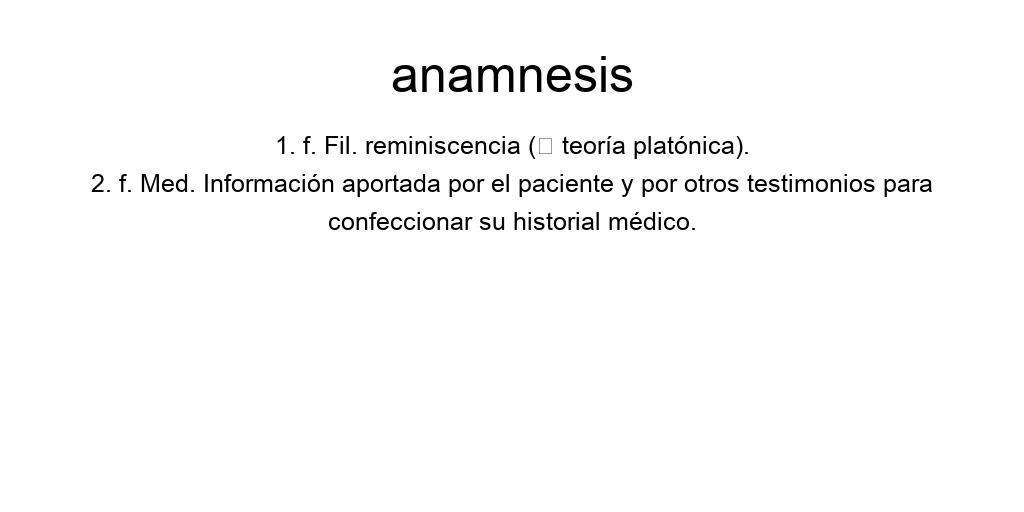 anamnesis
1. f. Fil. reminiscencia (□ teoría platónica).
2. f. Med. Información aportada por el paciente y por otros testimonios para
confeccionar su historial médico.